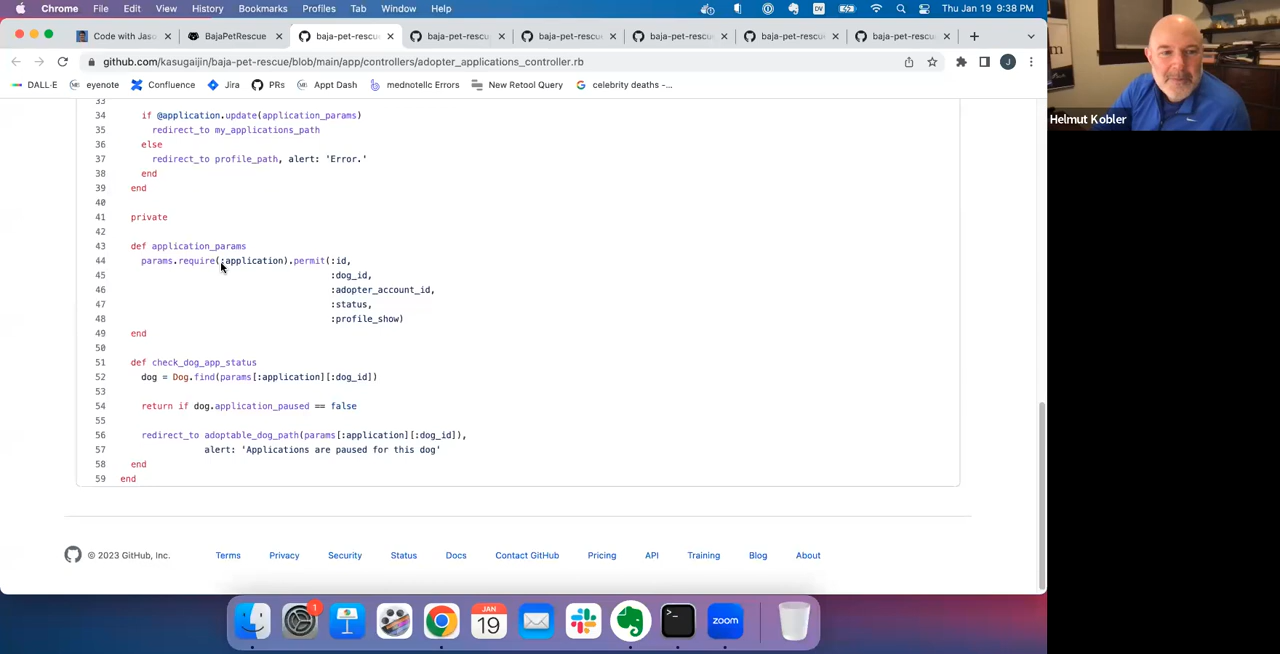 Chrome File Edit View History Bookmarks Profiles Tab Window Help DV Thu Jan 19 9:38 PM
Code with Jaso BajaPetRescue baja-pet-rescu baja-pet-rescu baja-pet-rescu baja-pet-rescu baja-pet-rescu baja-pet-rescu
github.com/kasugaijin/baja-pet-rescue/blob/main/app/controllers/adopter_applications_controller.rb J
DALL·E eyenote Confluence Jira PRs Appt Dash mednotellc Errors New Retool Query celebrity deaths -...
33
34 if @application.update(application_params)
35 redirect_to my_applications_path
36 else
37 redirect_to profile_path, alert: 'Error.'
38 end
39 end
40
41 private
42
43 def application_params
44 params.require(:application).permit(:id,
45 :dog_id,
46 :adopter_account_id,
47 :status,
48 :profile_show)
49 end
50
51 def check_dog_app_status
52 dog = Dog.find(params[:application][:dog_id])
53
54 return if dog.application_paused == false
55
56 redirect_to adoptable_dog_path(params[:application][:dog_id]),
57 alert: 'Applications are paused for this dog'
58 end
59 end
© 2023 GitHub, Inc. Terms Privacy Security Status Docs Contact GitHub Pricing API Training Blog About
1
JAN
19
zoom
Helmut Kobler